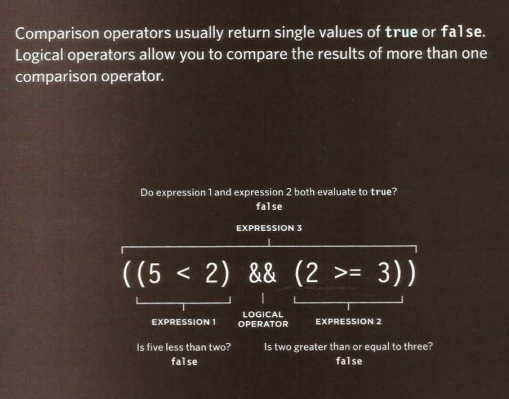 Comparison operators usually return single values of true or false.
Logical operators allow you to compare the results of more than one
comparison operator.
Do expression 1 and expression 2 both evaluate to true?
false
EXPRESSION 3
((5 < 2) && (2 >= 3))
EXPRESSION 1
LOGICAL
OPERATOR
EXPRESSION 2
Is five less than two?
false
Is two greater than or equal to three?
false